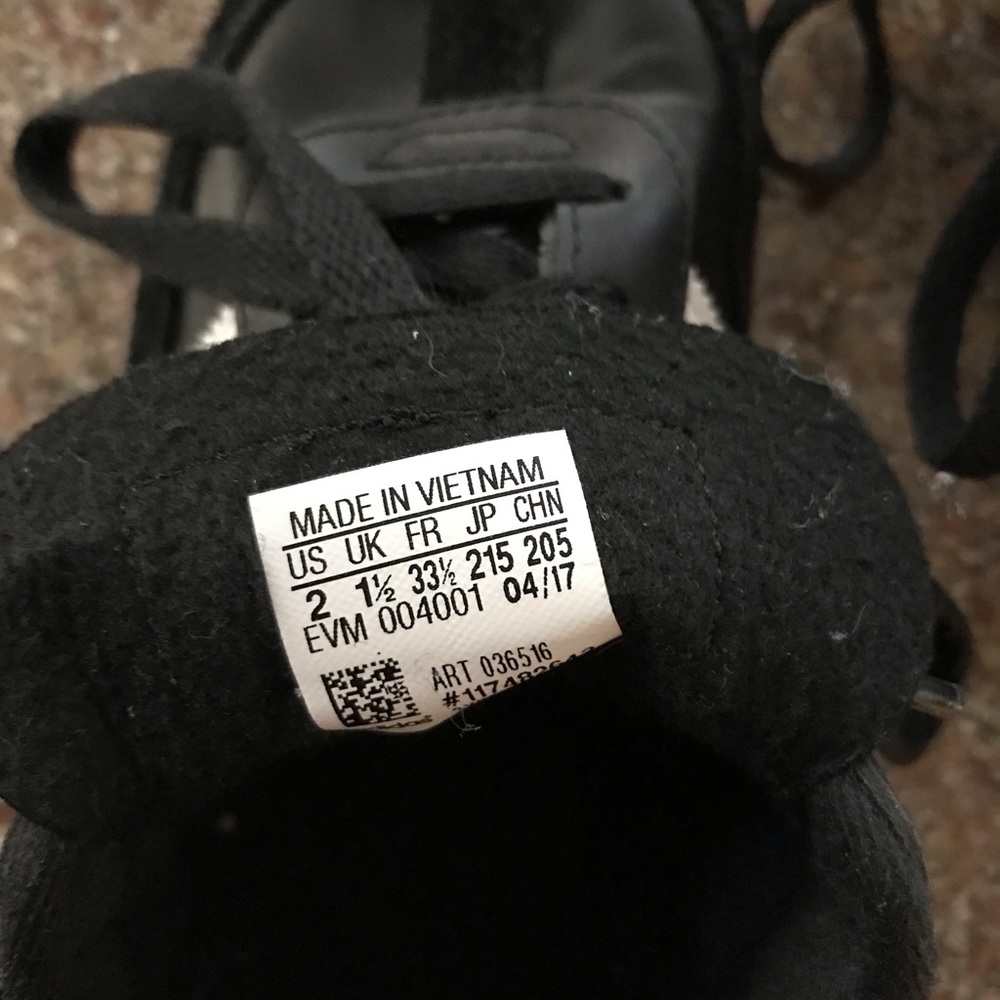 MADE IN VIETNAM
US UK FR JP CHN
2 1½ 33½ 215 205
EVM 004001 04/17
ART 036516